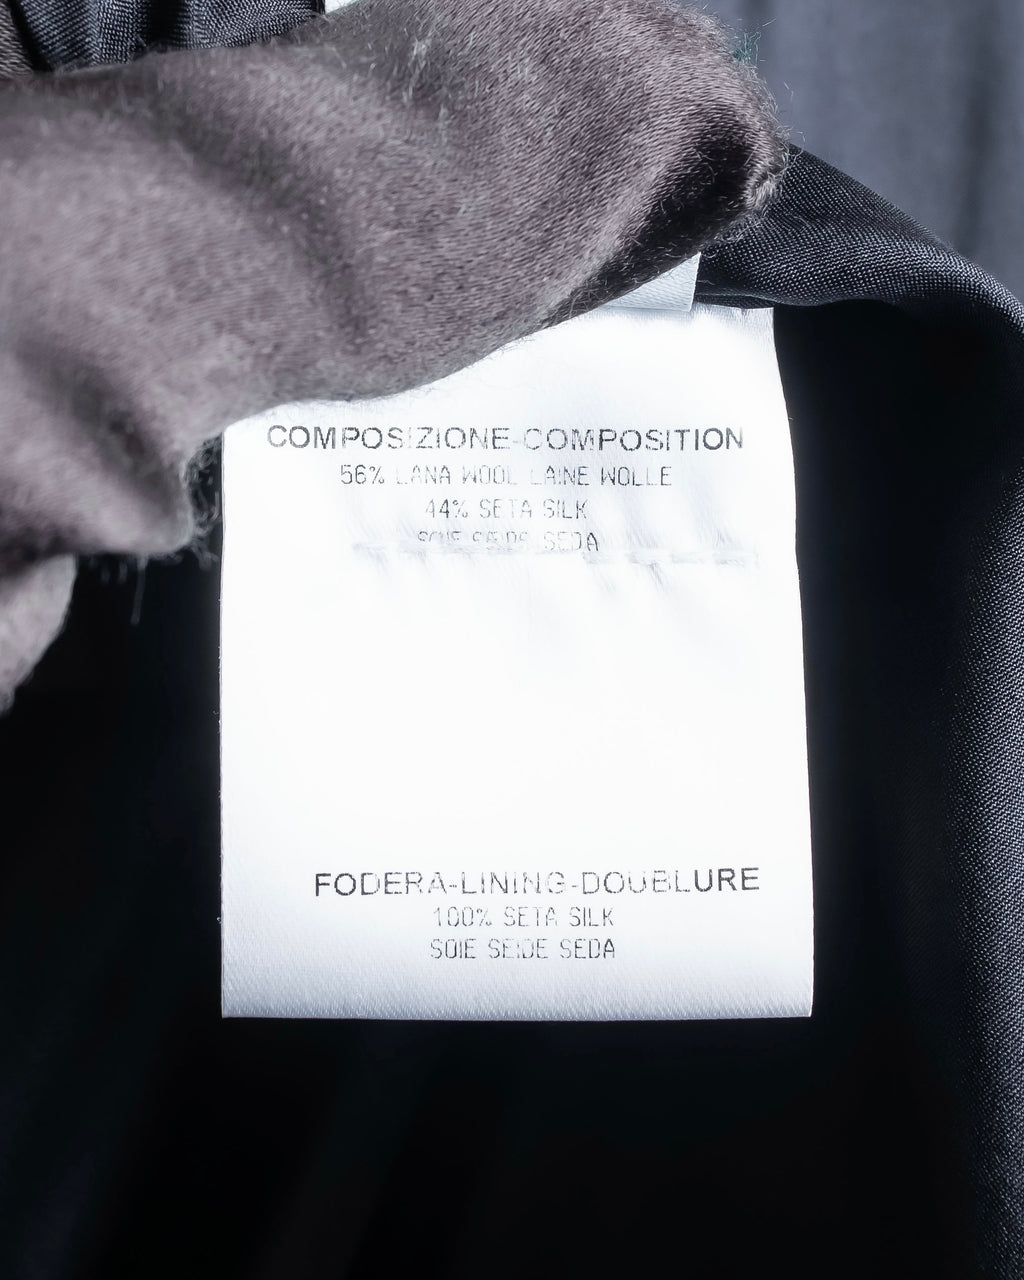 COMPOSIZIONE-COMPOSITION
56% LANA WOOL LAINE WOLLE
44% SETA SILK
SOIE SEIDE SEDA
FODERA-LINING-DOUBLURE
100% SETA SILK
SOIE SEIDE SEDA